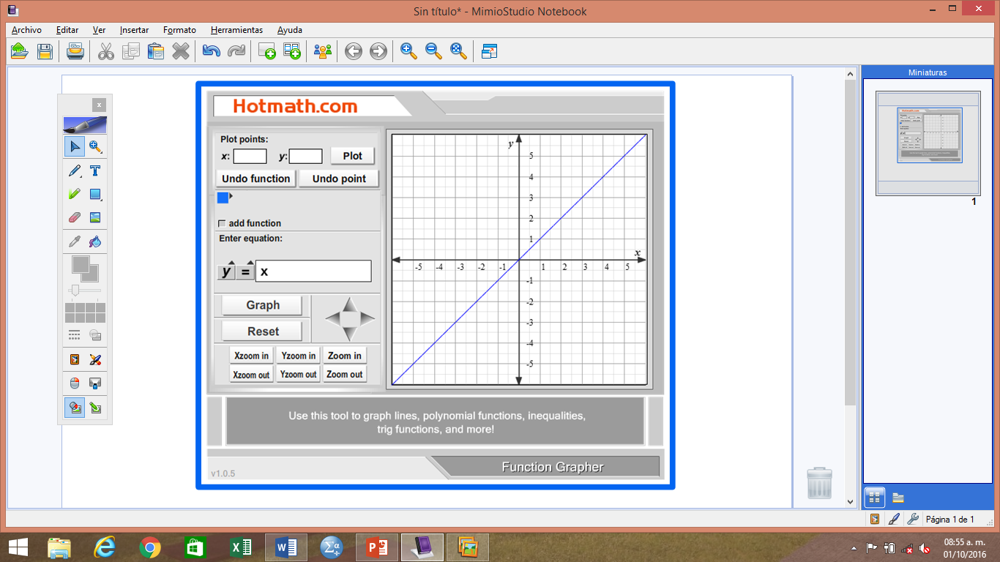 Sin título* - MimioStudio Notebook
Archivo Editar Ver Insertar Formato Herramientas Ayuda
Miniaturas
1
Hotmath.com
Plot points:
x: y: Plot
Undo function Undo point
add function
Enter equation:
y = x
Graph
Reset
Xzoom in Yzoom in Zoom in
Xzoom out Yzoom out Zoom out
y
5
4
3
2
1
x
-5 -4 -3 -2 -1 1 2 3 4 5
-1
-2
-3
-4
-5
Use this tool to graph lines, polynomial functions, inequalities,
trig functions, and more!
v1.0.5
Function Grapher
Página 1 de 1
08:55 a. m.
01/10/2016